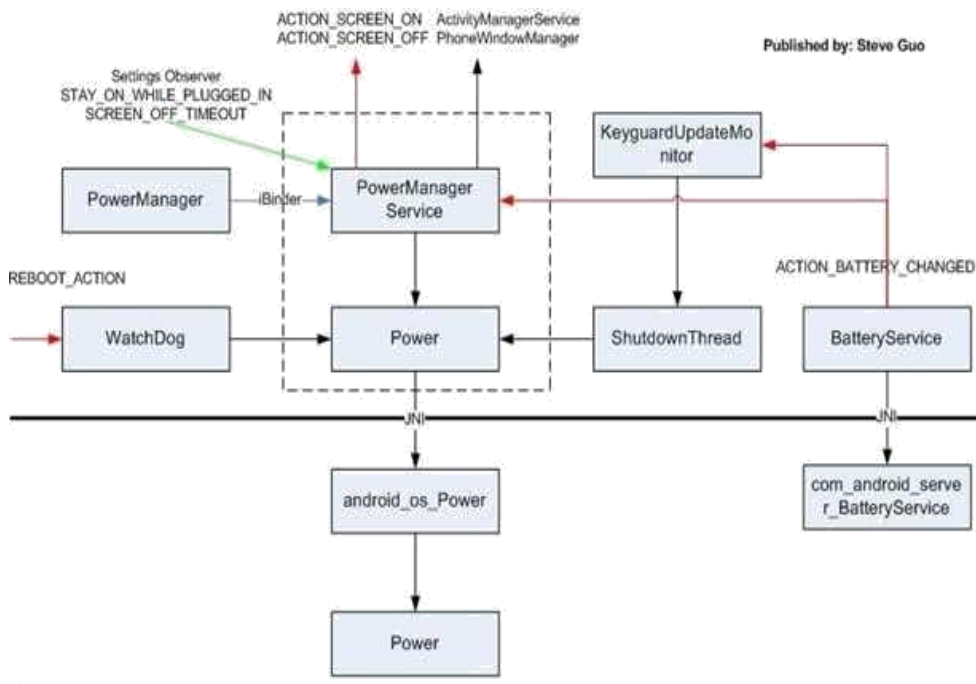 ACTION_SCREEN_ON ActivityManagerService
ACTION_SCREEN_OFF PhoneWindowManager
Published by: Steve Guo
Settings Observer
STAY_ON_WHILE_PLUGGED_IN
SCREEN_OFF_TIMEOUT
KeyguardUpdateMo
nitor
PowerManager
iBinder
PowerManager
Service
REBOOT_ACTION
ACTION_BATTERY_CHANGED
WatchDog
Power
ShutdownThread
BatteryService
JNI
JNI
android_os_Power
com_android_serve
r_BatteryService
Power